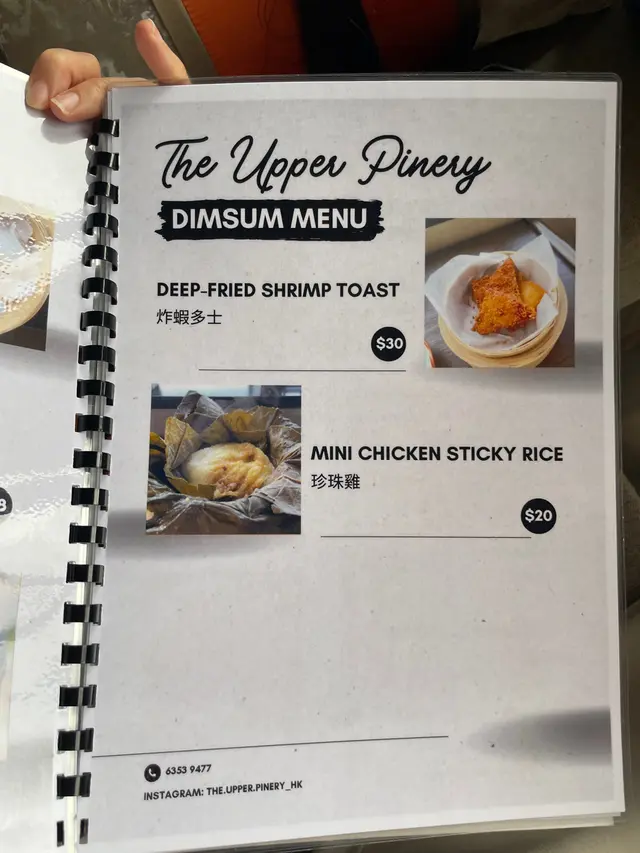 The Upper Pinery
DIMSUM MENU
DEEP-FRIED SHRIMP TOAST
炸蝦多士
$30
MINI CHICKEN STICKY RICE
珍珠雞
$20
6353 9477
INSTAGRAM: THE.UPPER.PINERY_HK